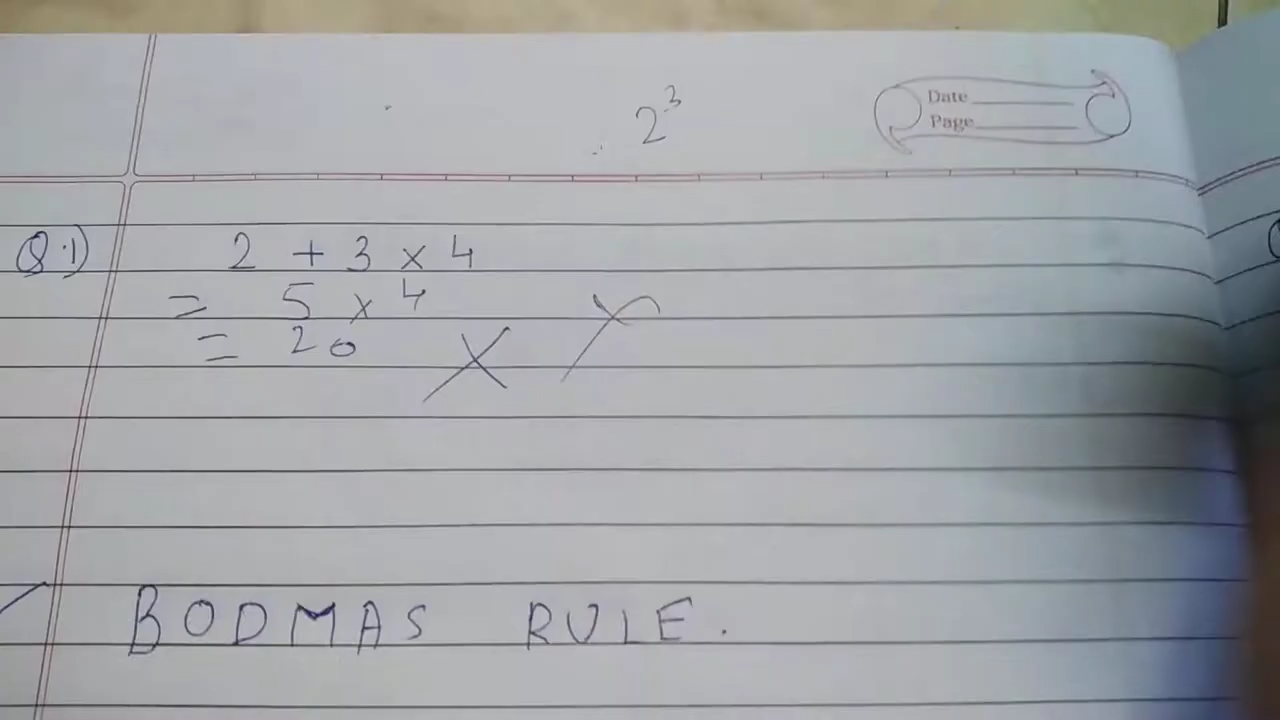 2³
Date
Page
Q.1) 2 + 3 × 4
= 5 × 4
= 20 ×
BODMAS RULE.